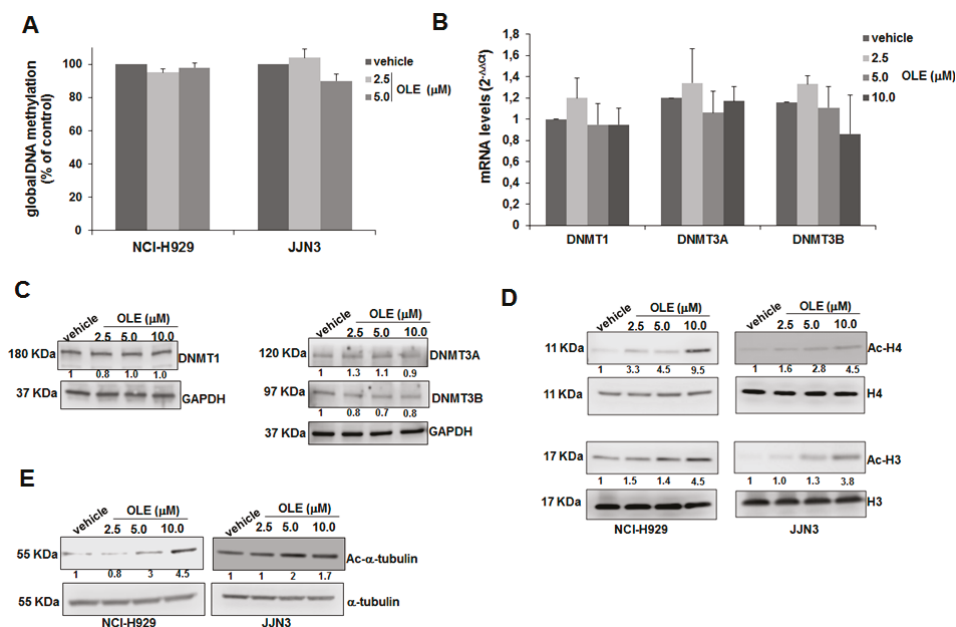 A
global DNA methylation
(% of control)
120
100
80
60
40
20
0
NCI-H929
JJN3
vehicle
2.5
5.0
OLE (μM)
B
mRNA levels (2^-ΔΔCt)
1,8
1,6
1,4
1,2
1
0,8
0,6
0,4
0,2
0
DNMT1
DNMT3A
DNMT3B
vehicle
2.5
5.0
10.0
OLE (μM)
C
vehicle
OLE (μM)
2.5 5.0 10.0
180 KDa
DNMT1
1 0.8 1.0 1.0
37 KDa
GAPDH
vehicle
OLE (μM)
2.5 5.0 10.0
120 KDa
DNMT3A
1 1.3 1.1 0.9
97 KDa
DNMT3B
1 0.8 0.7 0.8
37 KDa
GAPDH
D
vehicle
OLE (μM)
2.5 5.0 10.0
vehicle
OLE (μM)
2.5 5.0 10.0
11 KDa
Ac-H4
1 3.3 4.5 9.5
1 1.6 2.8 4.5
11 KDa
H4
17 KDa
Ac-H3
1 1.5 1.4 4.5
1 1.0 1.3 3.8
17 KDa
H3
NCI-H929
JJN3
E
vehicle
OLE (μM)
2.5 5.0 10.0
vehicle
OLE (μM)
2.5 5.0 10.0
55 KDa
Ac-α-tubulin
1 0.8 3 4.5
1 1 2 1.7
55 KDa
α-tubulin
NCI-H929
JJN3